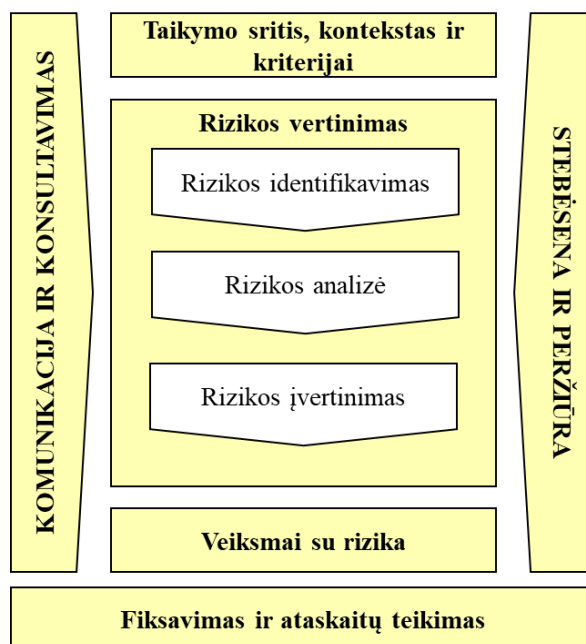 KOMUNIKACIJA IR KONSULTAVIMAS
Taikymo sritis, kontekstas ir
kriterijai
Rizikos vertinimas
Rizikos identifikavimas
Rizikos analizė
Rizikos įvertinimas
Veiksmai su rizika
STEBĖSENA IR PERŽIŪRA
Fiksavimas ir ataskaitų teikimas